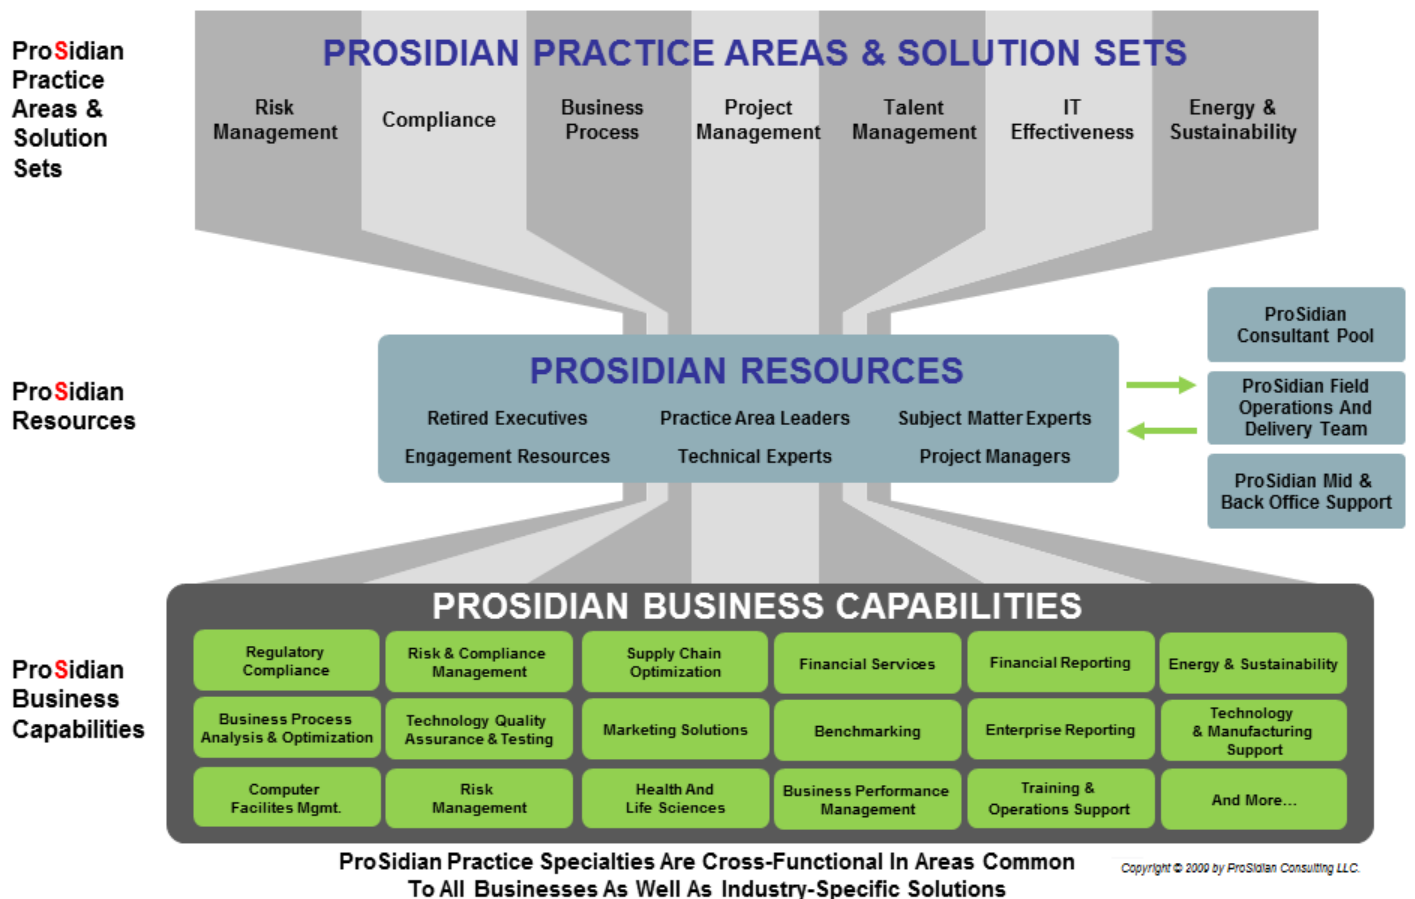 ProSidian
Practice
Areas &
Solution
Sets
PROSIDIAN PRACTICE AREAS & SOLUTION SETS
Risk
Management
Compliance
Business
Process
Project
Management
Talent
Management
IT
Effectiveness
Energy &
Sustainability
ProSidian
Resources
PROSIDIAN RESOURCES
Retired Executives
Practice Area Leaders
Subject Matter Experts
Engagement Resources
Technical Experts
Project Managers
ProSidian
Consultant Pool
ProSidian Field
Operations And
Delivery Team
ProSidian Mid &
Back Office Support
ProSidian
Business
Capabilities
PROSIDIAN BUSINESS CAPABILITIES
Regulatory
Compliance
Risk & Compliance
Management
Supply Chain
Optimization
Financial Services
Financial Reporting
Energy & Sustainability
Business Process
Analysis & Optimization
Technology Quality
Assurance & Testing
Marketing Solutions
Benchmarking
Enterprise Reporting
Technology
& Manufacturing
Support
Computer
Facilites Mgmt.
Risk
Management
Health And
Life Sciences
Business Performance
Management
Training &
Operations Support
And More...
ProSidian Practice Specialties Are Cross-Functional In Areas Common
To All Businesses As Well As Industry-Specific Solutions
Copyright © 2009 by ProSidian Consulting LLC.